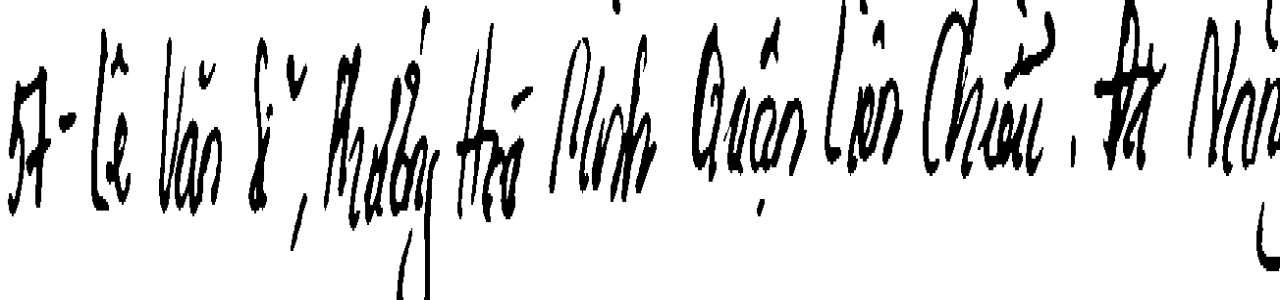 57 - Lê Văn Sĩ, Phường Hoà Minh Quận Liên Chiểu, Đà Nẵng